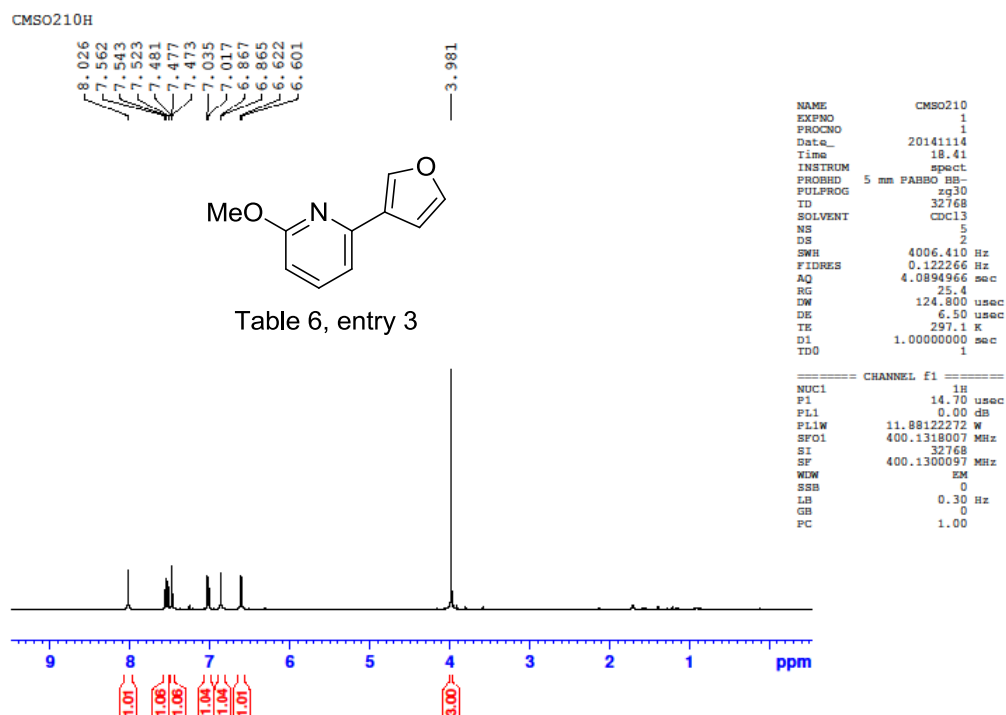 CMSO210H
8.026
7.562
7.543
7.523
7.481
7.477
7.473
7.035
7.017
6.867
6.865
6.622
6.601
3.981
NAME CMSO210
EXPNO 1
PROCNO 1
Date_ 20141114
Time 18.41
INSTRUM spect
PROBHD 5 mm PABBO BB-
PULPROG zg30
TD 32768
SOLVENT CDCl3
NS 5
DS 2
SWH 4006.410 Hz
FIDRES 0.122266 Hz
AQ 4.0894966 sec
RG 25.4
DW 124.800 usec
DE 6.50 usec
TE 297.1 K
D1 1.00000000 sec
TD0 1
======== CHANNEL f1 ========
NUC1 1H
P1 14.70 usec
PL1 0.00 dB
PL1W 11.88122272 W
SFO1 400.1318007 MHz
SI 32768
SF 400.1300097 MHz
WDW EM
SSB 0
LB 0.30 Hz
GB 0
PC 1.00
O
MeO N
Table 6, entry 3
9 8 7 6 5 4 3 2 1 ppm
1.01 1.06 1.06 1.04 1.04 1.01 3.00